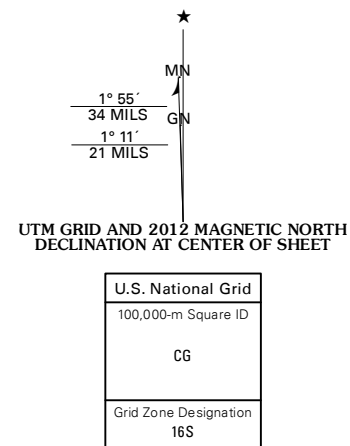 ★
MN
1° 55´
34 MILS
GN
1° 11´
21 MILS
UTM GRID AND 2012 MAGNETIC NORTH
DECLINATION AT CENTER OF SHEET
U.S. National Grid
100,000-m Square ID
CG
Grid Zone Designation
16S